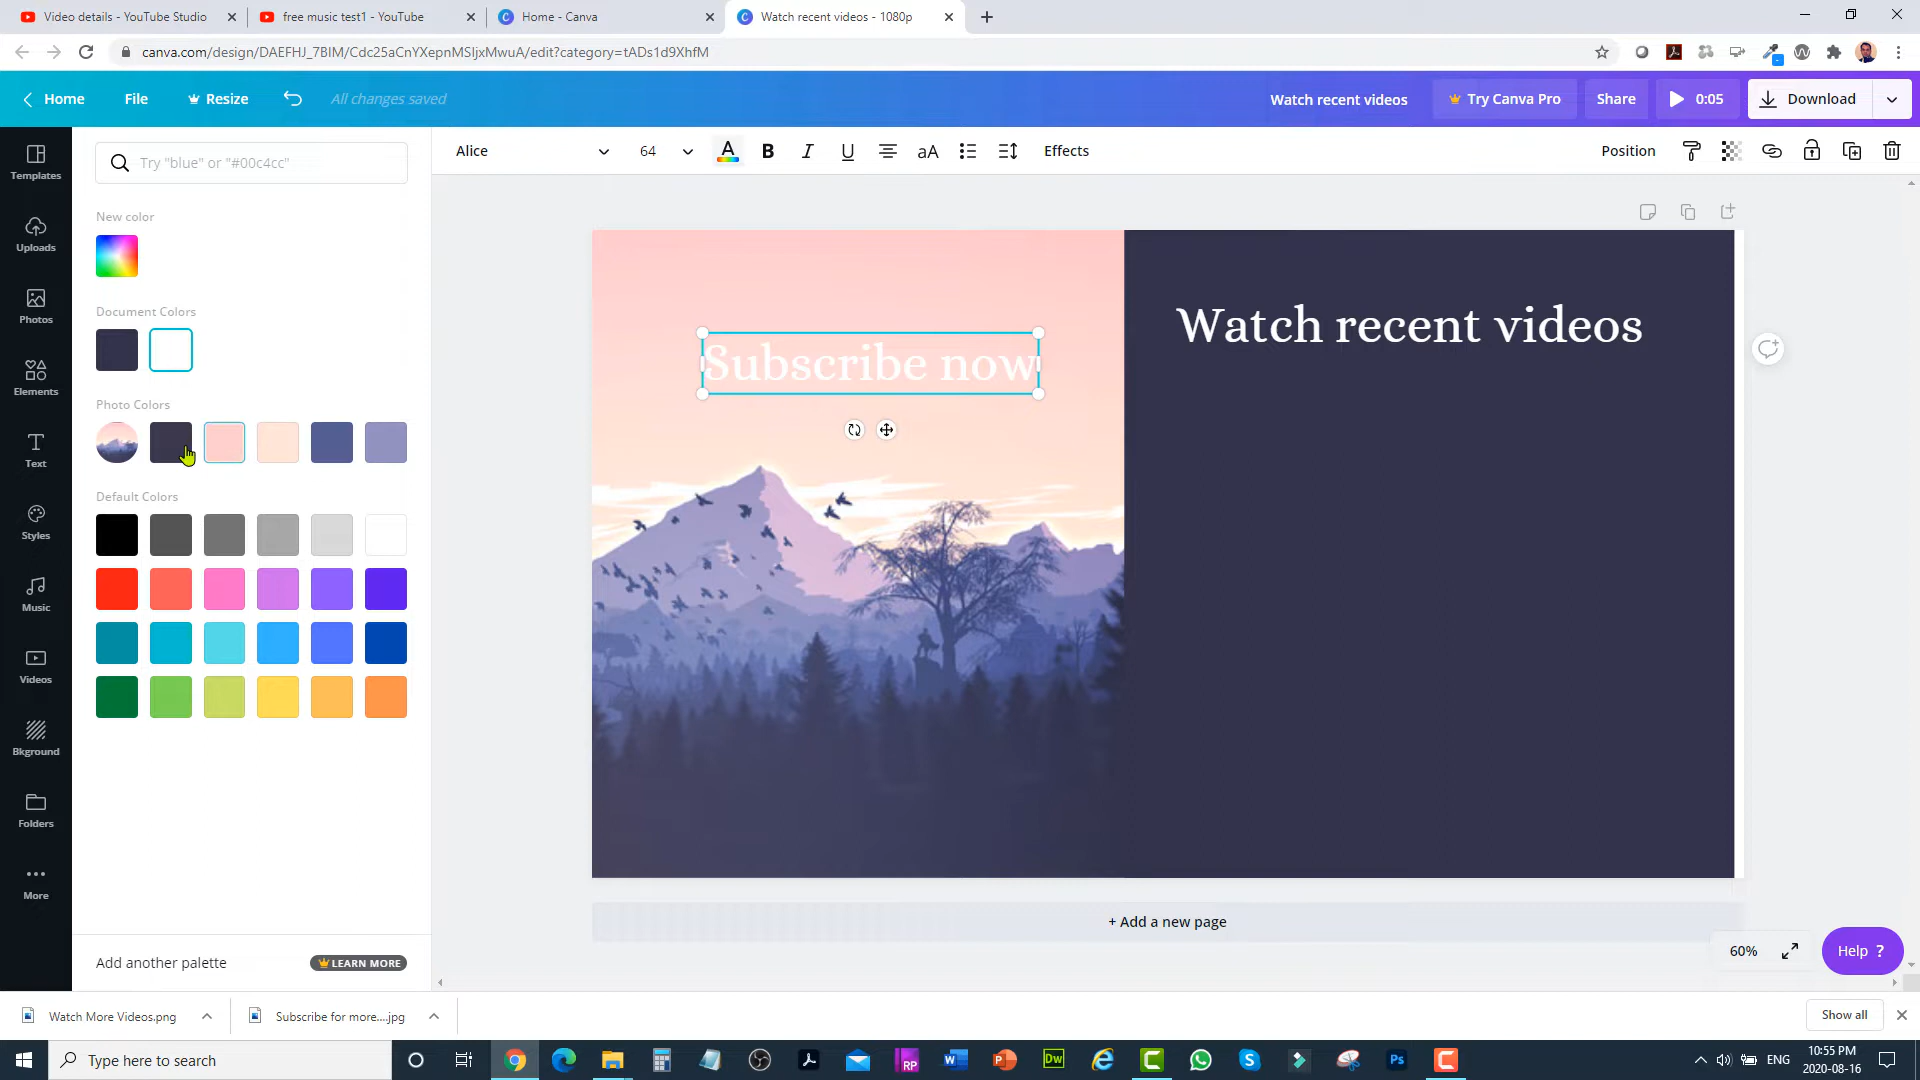 Video details - YouTube Studio
free music test1 - YouTube
Home - Canva
Watch recent videos - 1080p
canva.com/design/DAEFHJ_7BIM/Cdc25aCnYXepnMSIjxMwuA/edit?category=tADs1d9XhfM
Home
File
Resize
All changes saved
Watch recent videos
Try Canva Pro
Share
0:05
Download
Templates
Uploads
Photos
Elements
Text
Styles
Music
Videos
Bkground
Folders
More
Try "blue" or "#00c4cc"
New color
Document Colors
Photo Colors
Default Colors
Add another palette
LEARN MORE
Alice
64
A
B
I
U
aA
Effects
Position
Subscribe now
Watch recent videos
+ Add a new page
60%
Help ?
Watch More Videos.png
Subscribe for more....jpg
Show all
Type here to search
RP
Dw
Ps
ENG
10:55 PM
2020-08-16